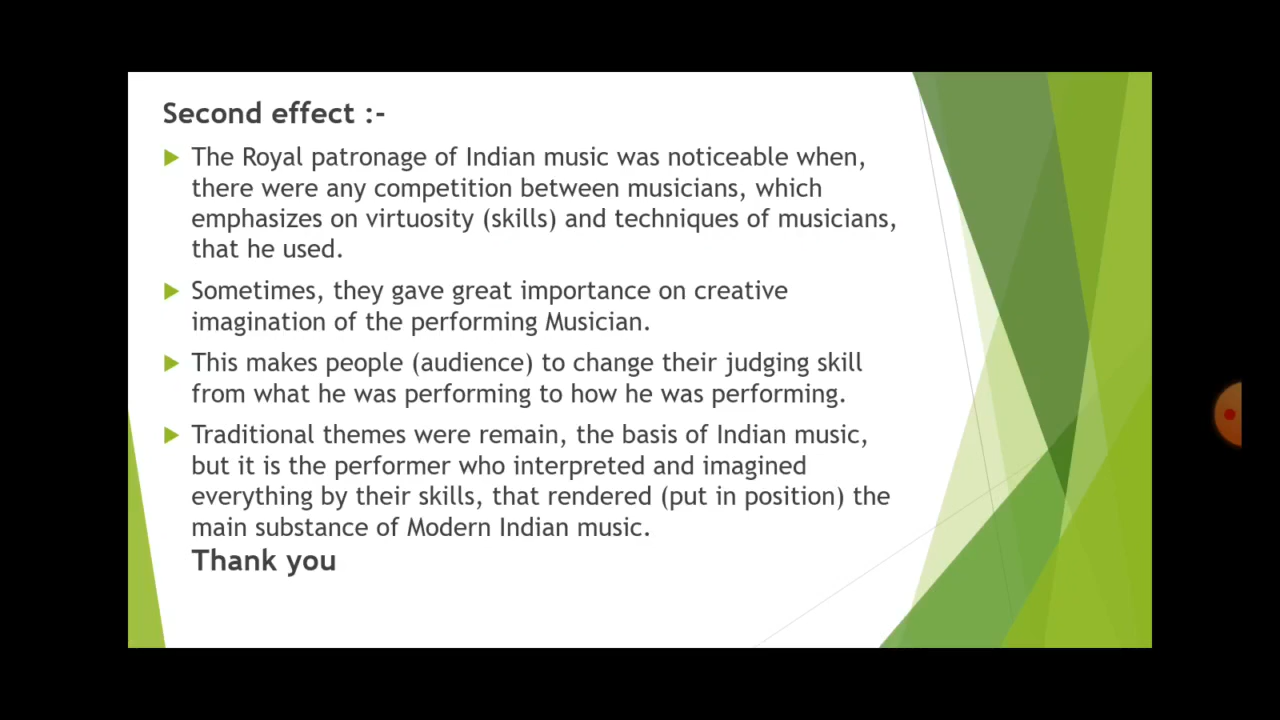 Second effect :-
The Royal patronage of Indian music was noticeable when,
there were any competition between musicians, which
emphasizes on virtuosity (skills) and techniques of musicians,
that he used.
Sometimes, they gave great importance on creative
imagination of the performing Musician.
This makes people (audience) to change their judging skill
from what he was performing to how he was performing.
Traditional themes were remain, the basis of Indian music,
but it is the performer who interpreted and imagined
everything by their skills, that rendered (put in position) the
main substance of Modern Indian music.
Thank you